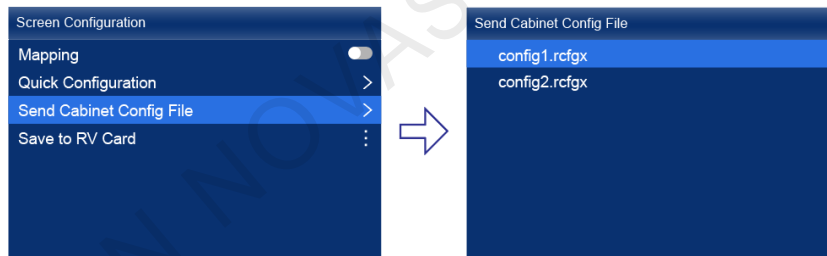 Screen Configuration
Mapping
Quick Configuration
Send Cabinet Config File
Save to RV Card
Send Cabinet Config File
config1.rcfgx
config2.rcfgx